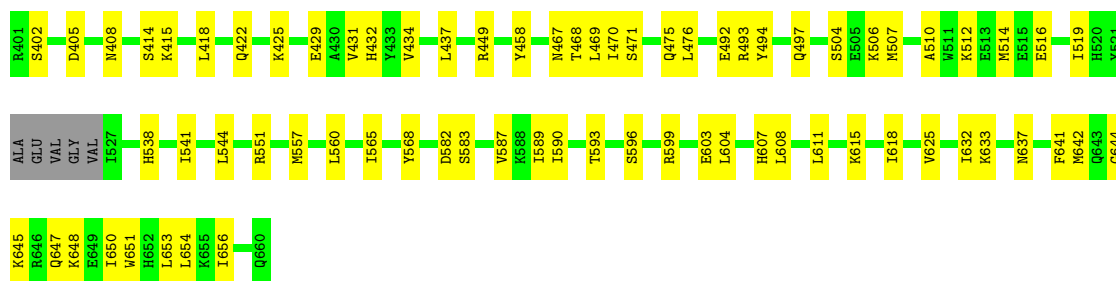 R401 S402 D405 N408 S414 K415 L418 Q422 K425 E429 A430 V431 H432 Y433 V434 L437 R449 Y458 N467 T468 L469 I470 S471 Q475 L476 E492 R493 Y494 Q497 S504 E505 K506 M507 A510 W511 K512 E513 M514 E515 E516 I519 H520 Y521
ALA GLU VAL GLY VAL I527 H538 I541 L544 R551 M557 L560 I565 Y568 D582 S583 V587 K588 I589 I590 T593 S596 R599 E603 L604 H607 L608 L611 K615 I618 V625 I632 K633 N637 F641 M642 Q643
K645 R646 Q647 K648 E649 I650 W651 H652 L653 L654 K655 I656 Q660